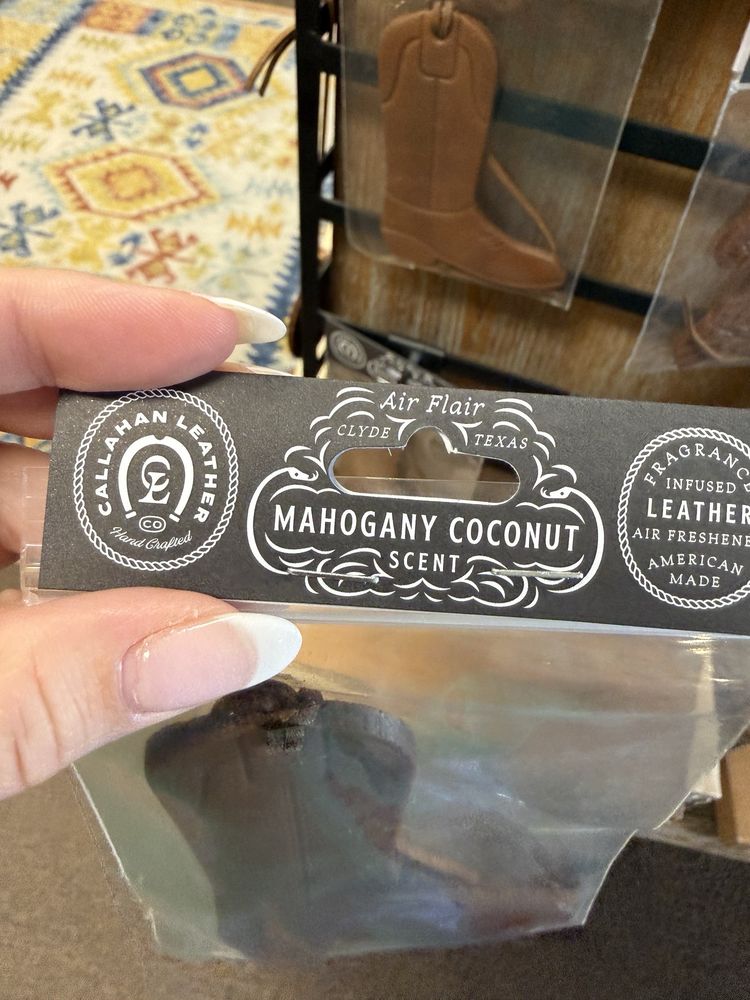 CALLAHAN LEATHER
CL
CO
Hand Crafted
Air Flair
CLYDE TEXAS
MAHOGANY COCONUT
SCENT
FRAGRANCE
INFUSED
LEATHER
AIR FRESHENE
AMERICAN
MADE